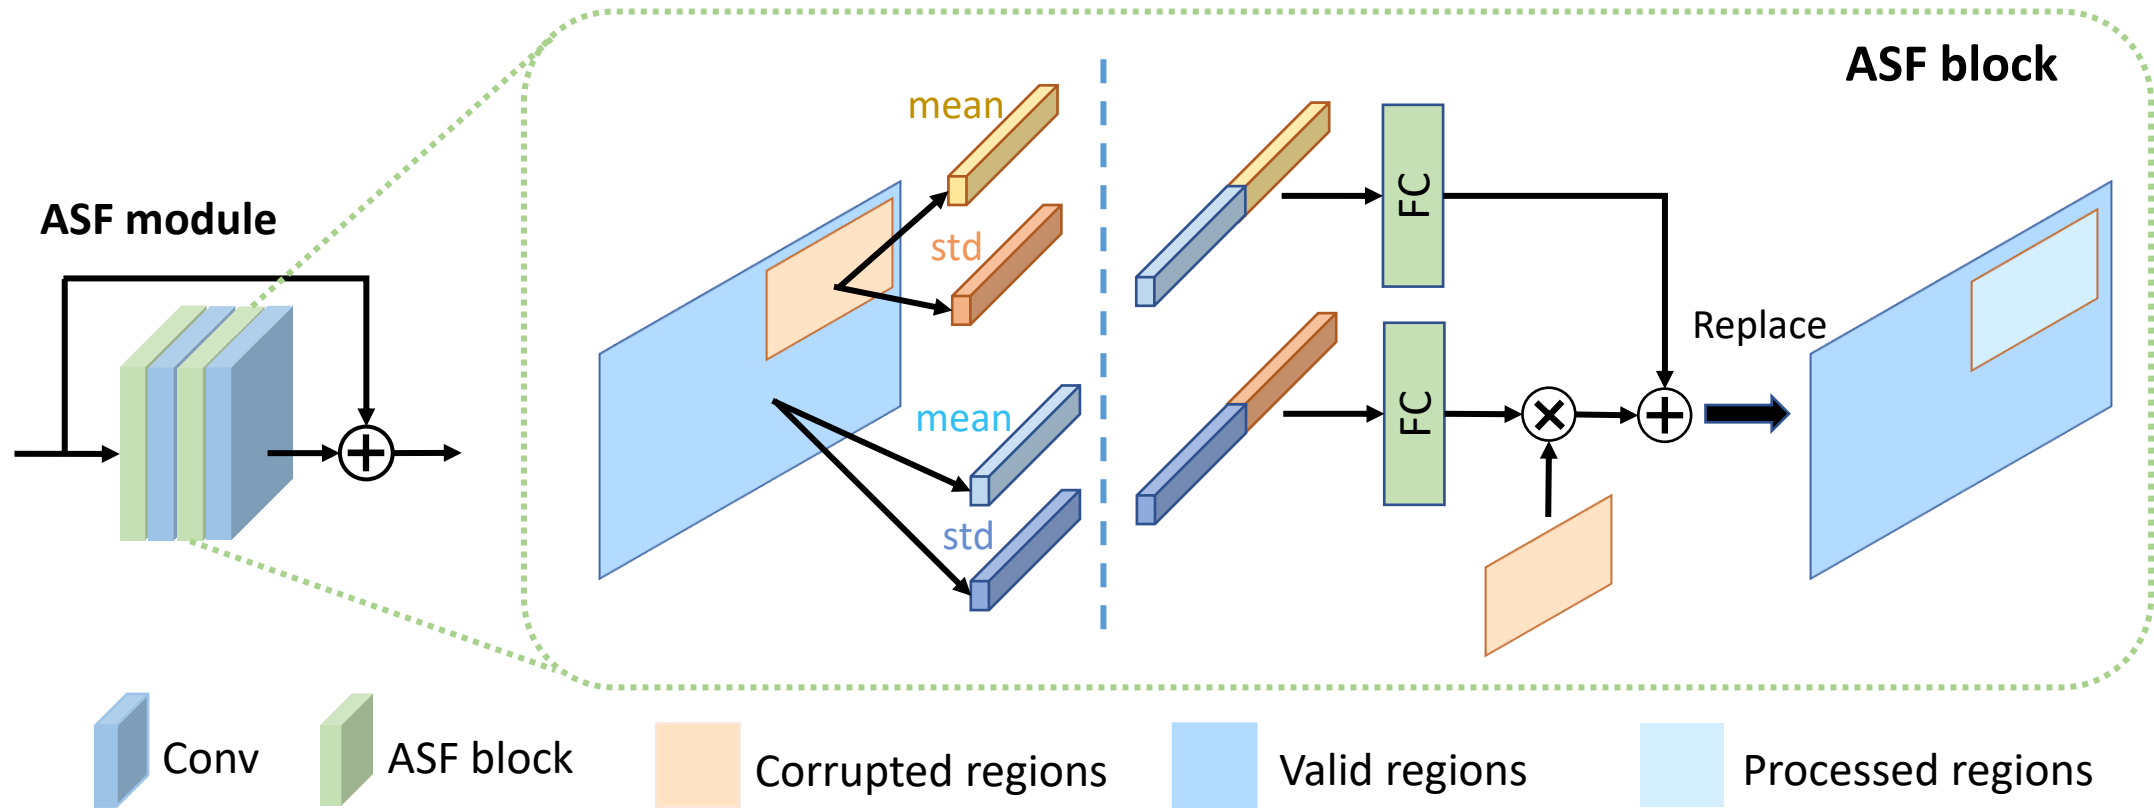 ASF block
mean
std
mean
std
FC
FC
Replace
ASF module
Conv
ASF block
Corrupted regions
Valid regions
Processed regions